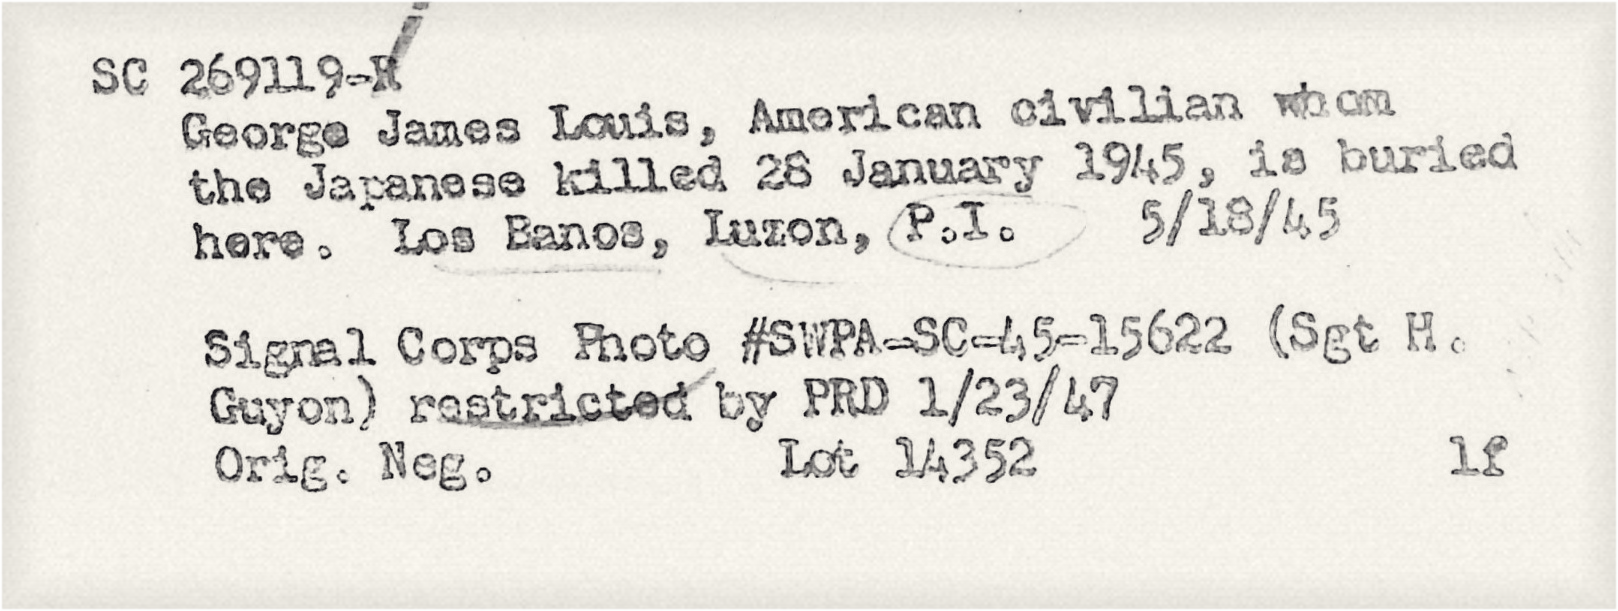 SC 269119-R
George James Louis, American civilian whom
the Japanese killed 28 January 1945, is buried
here. Los Banos, Luzon, P.I. 5/18/45
Signal Corps Photo #SWPA-SC-45-15622 (Sgt H.
Guyon) restricted by PRD 1/23/47
Orig. Neg. Lot 14352 lf